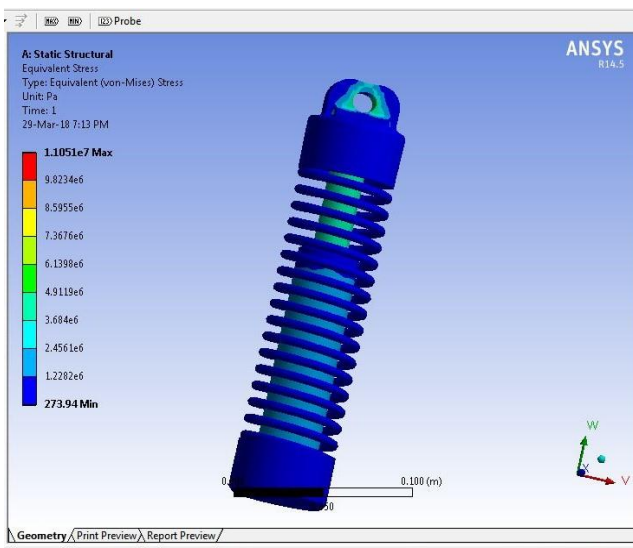 Probe
A: Static Structural
Equivalent Stress
Type: Equivalent (von-Mises) Stress
Unit: Pa
Time: 1
29-Mar-18 7:13 PM
1.1051e7 Max
9.8234e6
8.5955e6
7.3676e6
6.1398e6
4.9119e6
3.684e6
2.4561e6
1.2282e6
273.94 Min
ANSYS
R14.5
W
X
V
0.100 (m)
Geometry Print Preview Report Preview